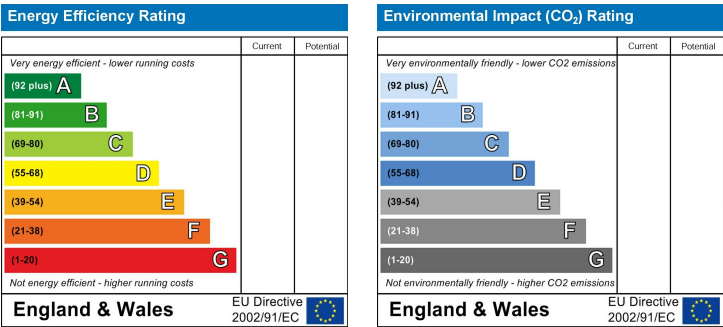 Energy Efficiency Rating
Current Potential
Very energy efficient - lower running costs
(92 plus) A
(81-91) B
(69-80) C
(55-68) D
(39-54) E
(21-38) F
(1-20) G
Not energy efficient - higher running costs
England & Wales
EU Directive
2002/91/EC
Environmental Impact (CO₂) Rating
Current Potential
Very environmentally friendly - lower CO2 emissions
(92 plus) A
(81-91) B
(69-80) C
(55-68) D
(39-54) E
(21-38) F
(1-20) G
Not environmentally friendly - higher CO2 emissions
England & Wales
EU Directive
2002/91/EC